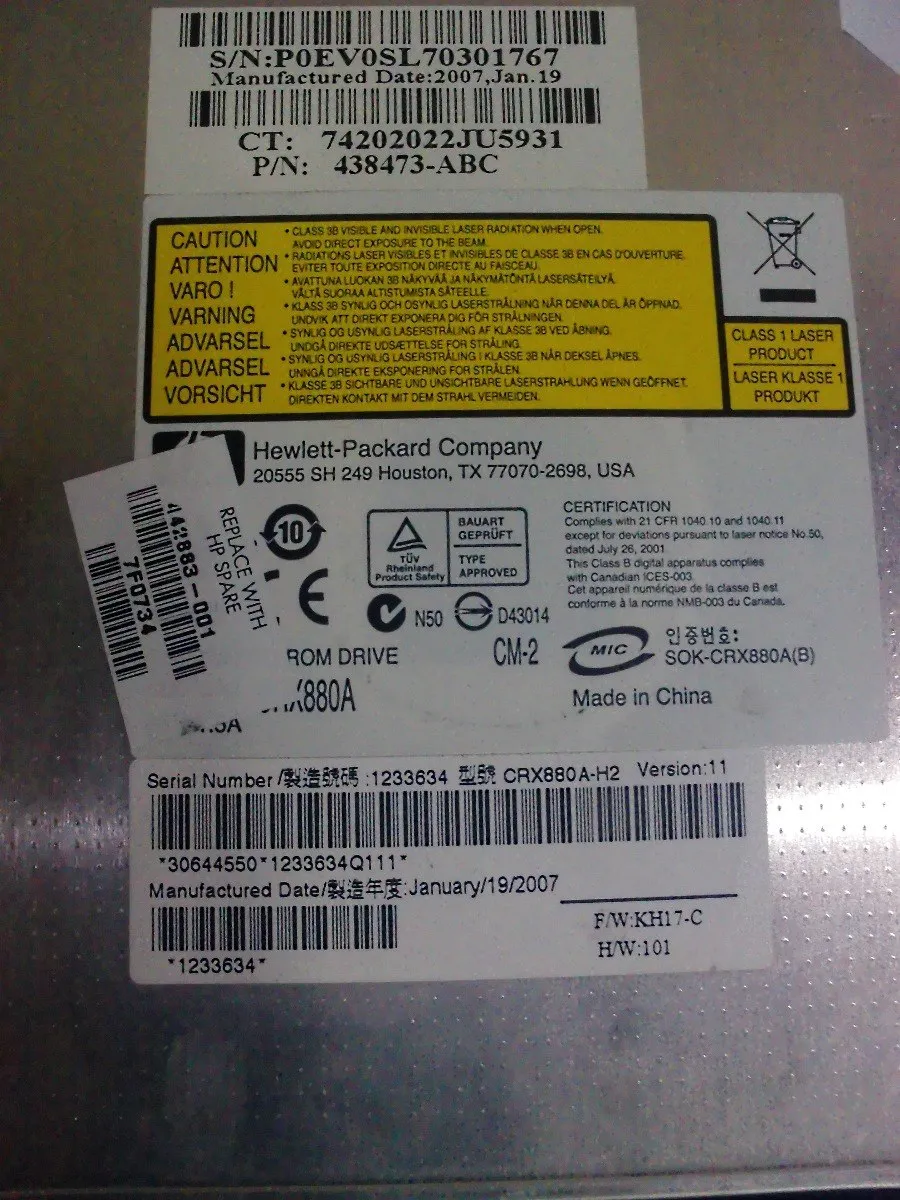 S/N:P0EV0SL70301767
Manufactured Date:2007,Jan.19
CT: 74202022JU5931
P/N: 438473-ABC
CAUTION
ATTENTION
VARO !
VARNING
ADVARSEL
ADVARSEL
VORSICHT
• CLASS 3B VISIBLE AND INVISIBLE LASER RADIATION WHEN OPEN.
AVOID DIRECT EXPOSURE TO THE BEAM.
• RADIATIONS LASER VISIBLES ET INVISIBLES DE CLASSE 3B EN CAS D'OUVERTURE.
EVITER TOUTE EXPOSITION DIRECTE AU FAISCEAU.
• AVATTUNA LUOKAN 3B NÄKYVÄÄ JA NÄKYMÄTÖNTÄ LASERSÄTEILYÄ.
VÄLTÄ SUORAA ALTISTUMISTA SÄTEELLE.
• KLASS 3B SYNLIG OCH OSYNLIG LASERSTRÅLNING NÄR DENNA DEL ÄR ÖPPNAD.
UNDVIK ATT DIREKT EXPONERA DIG FÖR STRÅLNINGEN.
• SYNLIG OG USYNLIG LASERSTRÅLING AF KLASSE 3B VED ÅBNING.
UNDGÅ DIREKTE UDSÆTTELSE FOR STRÅLING.
• SYNLIG OG USYNLIG LASERSTRÅLING I KLASSE 3B NÅR DEKSEL ÅPNES.
UNNGÅ DIREKTE EKSPONERING FOR STRÅLEN.
• KLASSE 3B SICHTBARE UND UNSICHTBARE LASERSTRAHLUNG WENN GEÖFFNET.
DIREKTEN KONTAKT MIT DEM STRAHL VERMEIDEN.
CLASS 1 LASER
PRODUCT
LASER KLASSE 1
PRODUKT
Hewlett-Packard Company
20555 SH 249 Houston, TX 77070-2698, USA
REPLACE WITH
HP SPARE
442883-001
7F0734
10
TÜV
Rheinland
Product Safety
BAUART
GEPRÜFT
TYPE
APPROVED
CE
N50
D43014
CERTIFICATION
Complies with 21 CFR 1040.10 and 1040.11
except for deviations pursuant to laser notice No.50,
dated July 26, 2001.
This Class B digital apparatus complies
with Canadian ICES-003.
Cet appareil numérique de la classe B est
conforme à la norme NMB-003 du Canada.
ROM DRIVE
CM-2
MIC
인증번호:
SOK-CRX880A(B)
X880A
Made in China
Serial Number /製造號碼 :1233634 型號 CRX880A-H2 Version:11
*30644550*1233634Q111*
Manufactured Date/製造年度:January/19/2007
*1233634*
F/W:KH17-C
H/W:101